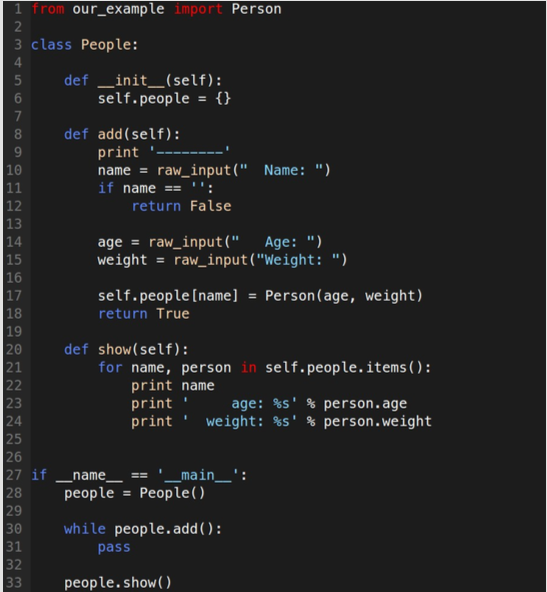 1 from our_example import Person
2
3 class People:
4
5     def __init__(self):
6         self.people = {}
7
8     def add(self):
9         print '--------'
10         name = raw_input("  Name: ")
11         if name == '':
12             return False
13
14         age = raw_input("   Age: ")
15         weight = raw_input("Weight: ")
16
17         self.people[name] = Person(age, weight)
18         return True
19
20     def show(self):
21         for name, person in self.people.items():
22             print name
23             print '     age: %s' % person.age
24             print '  weight: %s' % person.weight
25
26
27 if __name__ == '__main__':
28     people = People()
29
30     while people.add():
31         pass
32
33     people.show()